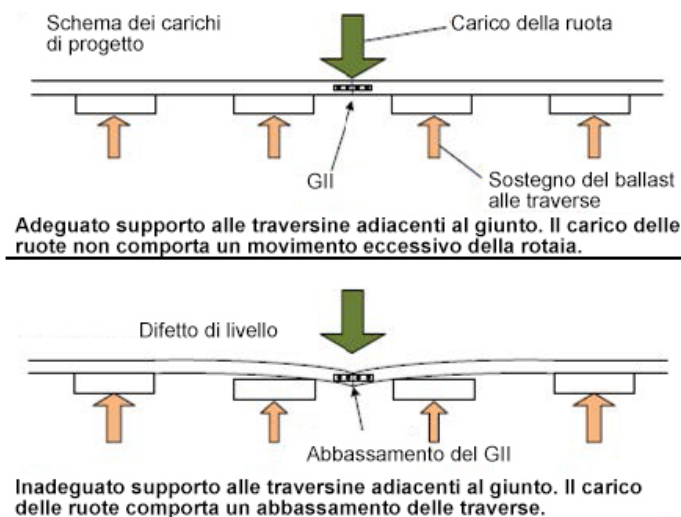 Schema dei carichi
di progetto
Carico della ruota
GII
Sostegno del ballast
alle traverse
Adeguato supporto alle traversine adiacenti al giunto. Il carico delle
ruote non comporta un movimento eccessivo della rotaia.
Difetto di livello
Abbassamento del GII
Inadeguato supporto alle traversine adiacenti al giunto. Il carico
delle ruote comporta un abbassamento delle traverse.